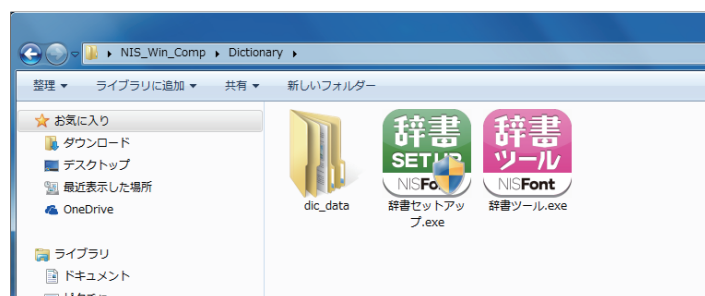 NIS_Win_Comp Dictionary
整理 ライブラリに追加 共有 新しいフォルダー
お気に入り
ダウンロード
デスクトップ
最近表示した場所
OneDrive
ライブラリ
ドキュメント
辞書
SETUP
NISFont
辞書
ツール
NISFont
dic_data
辞書セットアッ
プ.exe
辞書ツール.exe